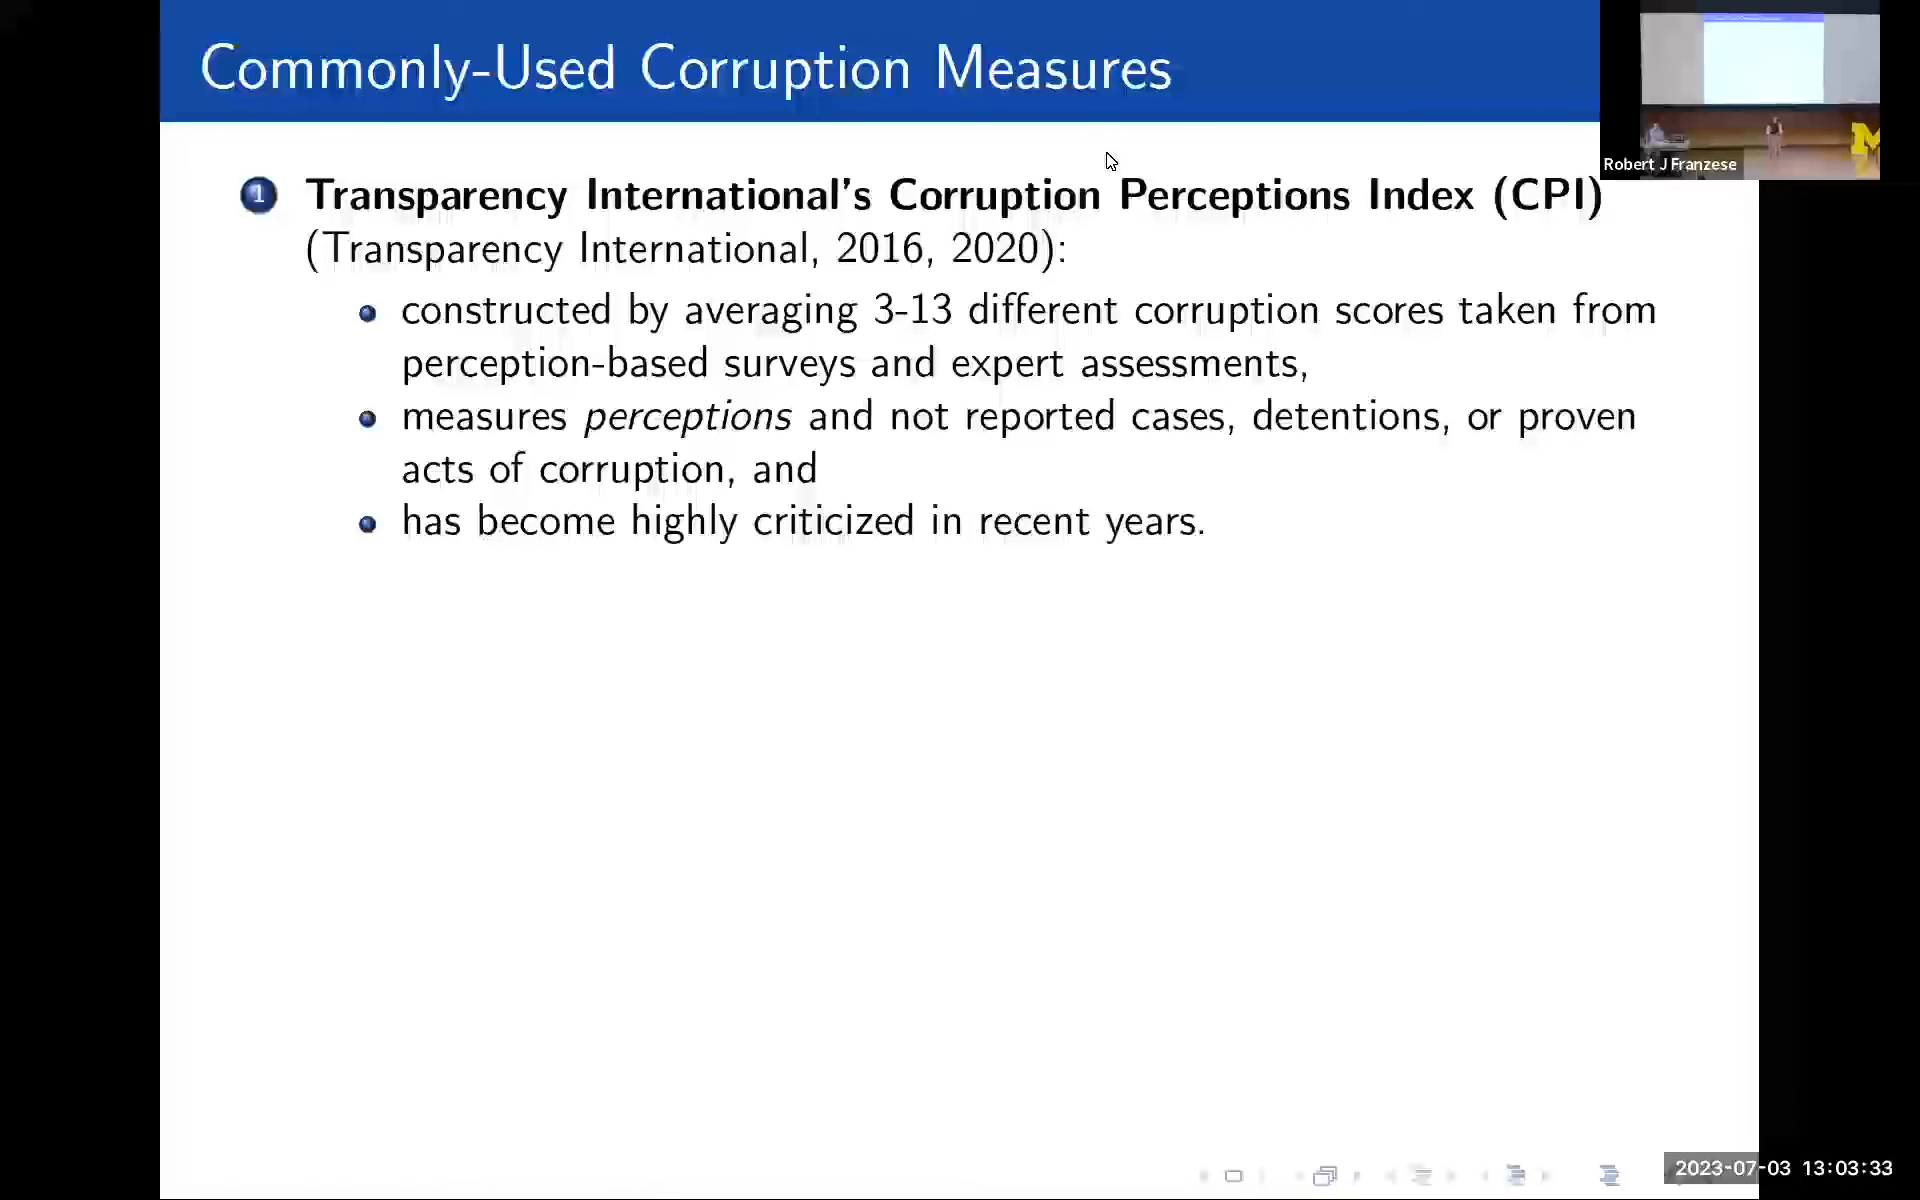 Commonly-Used Corruption Measures
Robert J Franzese
M
1 Transparency International's Corruption Perceptions Index (CPI)
(Transparency International, 2016, 2020):
constructed by averaging 3-13 different corruption scores taken from
perception-based surveys and expert assessments,
measures perceptions and not reported cases, detentions, or proven
acts of corruption, and
has become highly criticized in recent years.
2023-07-03 13:03:33